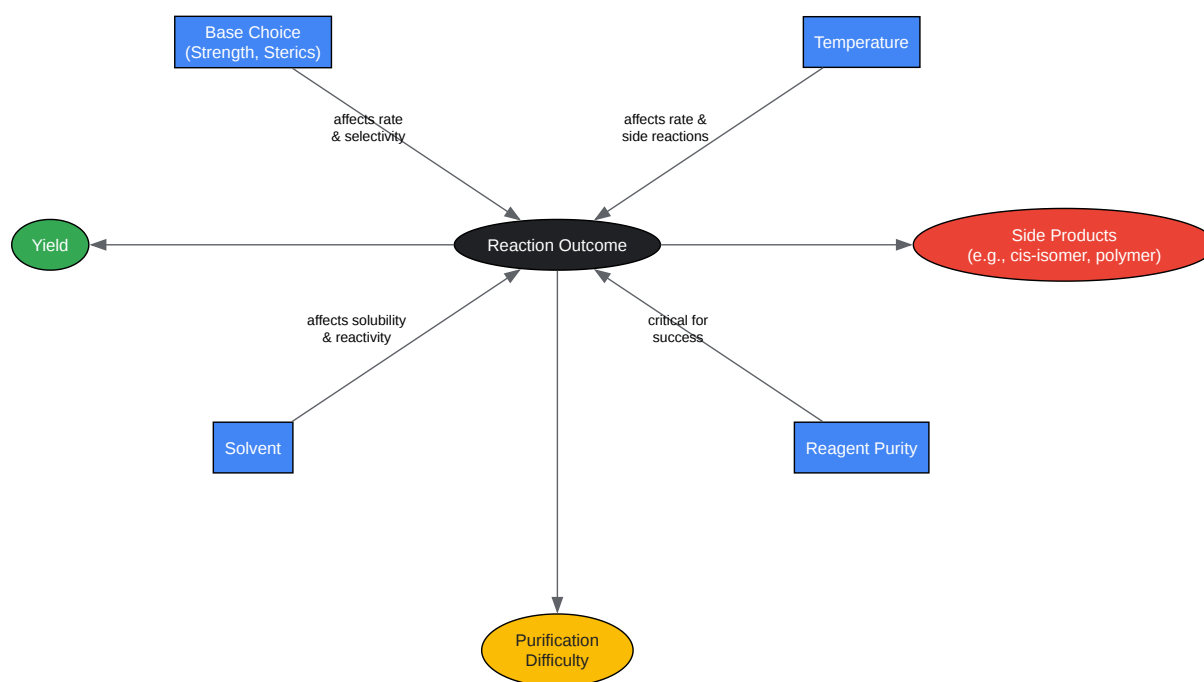 Base Choice
(Strength, Sterics)
Temperature
affects rate
& selectivity
affects rate &
side reactions
Yield
Reaction Outcome
Side Products
(e.g., cis-isomer, polymer)
affects solubility
& reactivity
critical for
success
Solvent
Reagent Purity
Purification
Difficulty